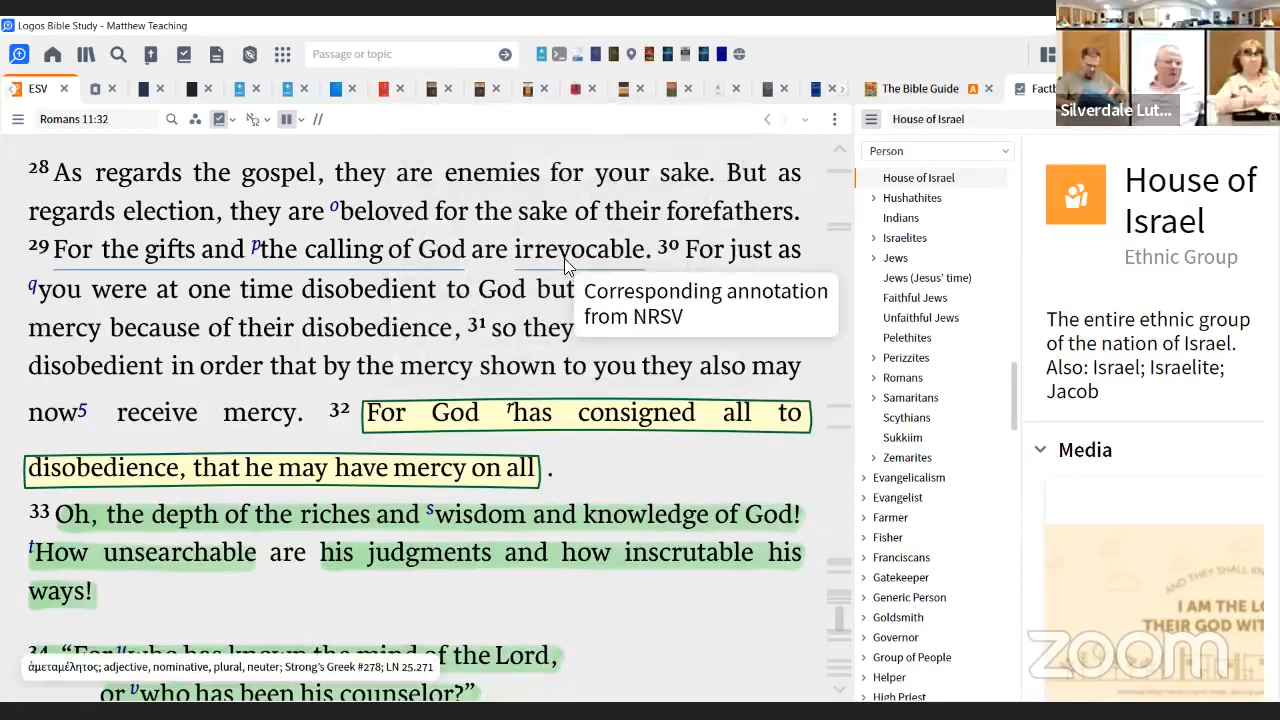 Logos Bible Study - Matthew Teaching
Passage or topic
ESV
The Bible Guide A
Silverdale Lut...
Romans 11:32
House of Israel
28 As regards the gospel, they are enemies for your sake. But as
regards election, they are o beloved for the sake of their forefathers.
29 For the gifts and p the calling of God are irrevocable. 30 For just as
q you were at one time disobedient to God but
mercy because of their disobedience, 31 so they
disobedient in order that by the mercy shown to you they also may
now5 receive mercy. 32 For God r has consigned all to
disobedience, that he may have mercy on all .
33 Oh, the depth of the riches and s wisdom and knowledge of God!
t How unsearchable are his judgments and how inscrutable his
ways!
34 “For u who has known the mind of the Lord,
or v who has been his counselor?”
Corresponding annotation
from NRSV
ἀμεταμέλητος; adjective, nominative, plural, neuter; Strong's Greek #278; LN 25.271
Person
House of Israel
Hushathites
Indians
Israelites
Jews
Jews (Jesus’ time)
Faithful Jews
Unfaithful Jews
Pelethites
Perizzites
Romans
Samaritans
Scythians
Sukkiim
Zemarites
Evangelicalism
Evangelist
Farmer
Fisher
Franciscans
Gatekeeper
Generic Person
Goldsmith
Governor
Group of People
Helper
High Priest
House of
Israel
Ethnic Group
The entire ethnic group
of the nation of Israel.
Also: Israel; Israelite;
Jacob
Media
AND THEY SHALL
I AM THE
THEIR GOD
zoom